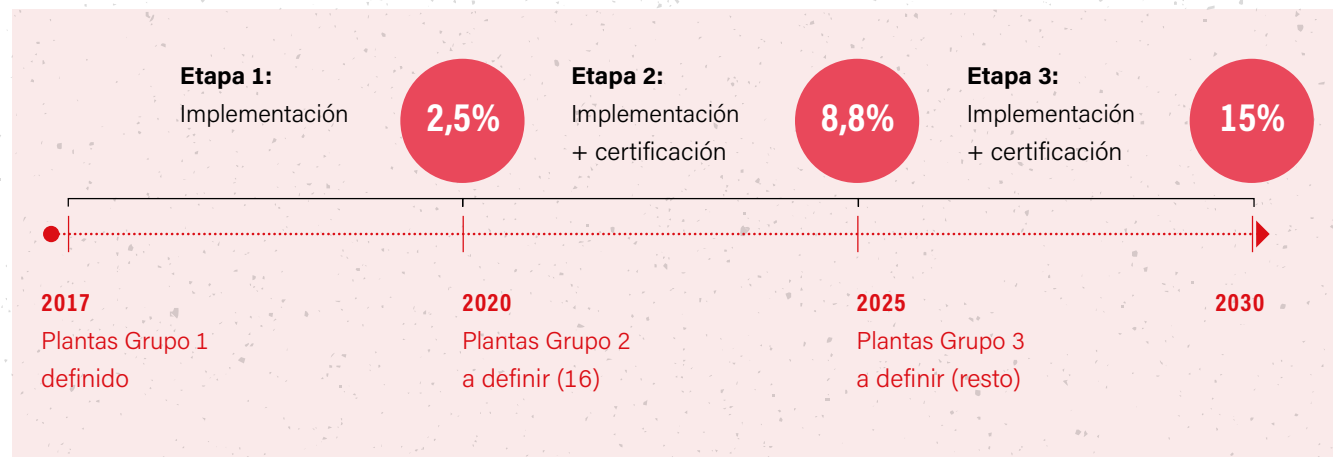 Etapa 1:
Implementación
2,5%
Etapa 2:
Implementación
+ certificación
8,8%
Etapa 3:
Implementación
+ certificación
15%
2017
Plantas Grupo 1
definido
2020
Plantas Grupo 2
a definir (16)
2025
Plantas Grupo 3
a definir (resto)
2030